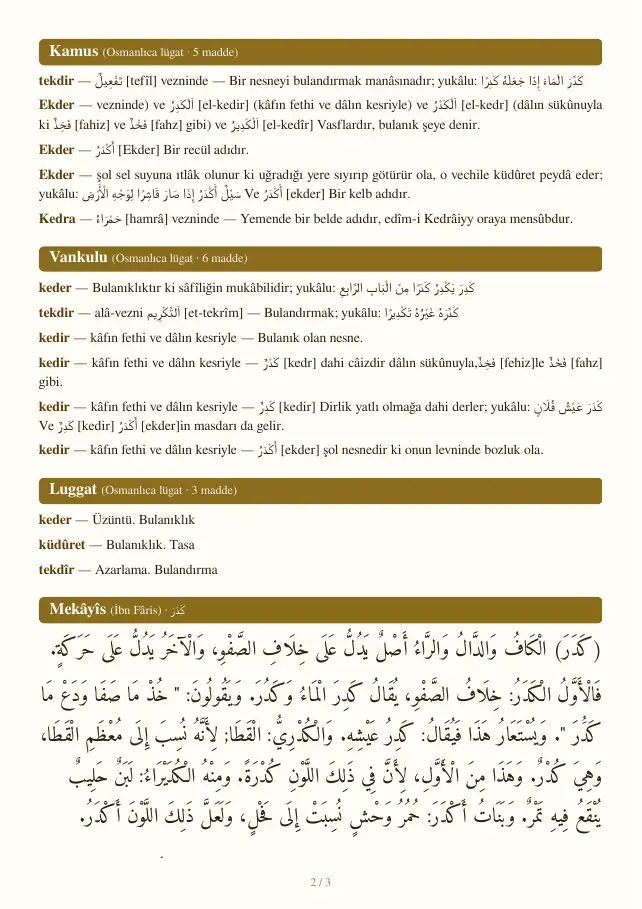 Kamus (Osmanlıca lügat · 5 madde)
tekdir — تَفْعِيلٌ [tefîl] vezninde — Bir nesneyi bulandırmak manâsınadır; yukâlu: كَدَّرَ الْمَاءَ إِذَا جَعَلَهُ كَدِرًا
Ekder — vezninde) ve اَلْكَدِرُ [el-kedir] (kâfın fethi ve dâlın kesriyle) ve اَلْكَدْرُ [el-kedr] (dâlın sükûnuyla
ki فَخِذٌ [fahiz] ve فَخْذٌ [fahz] gibi) ve اَلْكَدِيرُ [el-kedîr] Vasflardır, bulanık şeye denir.
Ekder — أَكْدَرُ [Ekder] Bir recül adıdır.
Ekder — şol sel suyuna ıtlâk olunur ki uğradığı yere sıyırıp götürür ola, o vechile küdûret peydâ eder;
yukâlu: سَيْلٌ أَكْدَرُ إِذَا صَارَ قَاشِرًا لِوَجْهِ الْأَرْضِ Ve أَكْدَرُ [ekder] Bir kelb adıdır.
Kedra — حَمْرَاءُ [hamrâ] vezninde — Yemende bir belde adıdır, edîm-i Kedrâiyy oraya mensûbdur.
Vankulu (Osmanlıca lügat · 6 madde)
keder — Bulanıklıktır ki sâfîliğin mukâbilidir; yukâlu: كَدِرَ يَكْدَرُ كَدَرًا مِنَ الْبَابِ الرَّابِعِ
tekdir — alâ-vezni اَلتَّكْرِيم [et-tekrîm] — Bulandırmak; yukâlu: كَدَّرَهُ غَيْرُهُ تَكْدِيرًا
kedir — kâfın fethi ve dâlın kesriyle — Bulanık olan nesne.
kedir — kâfın fethi ve dâlın kesriyle — كَدْرٌ [kedr] dahi câizdir dâlın sükûnuyla,فَخِذٌ [fehiz]le فَخْذٌ [fahz]
gibi.
kedir — kâfın fethi ve dâlın kesriyle — كَدِرٌ [kedir] Dirlik yatlı olmağa dahi derler; yukâlu: كَدَرَ عَيْشُ فُلَانٍ
Ve كَدِرٌ [kedir] أَكْدَرُ [ekder]in masdarı da gelir.
kedir — kâfın fethi ve dâlın kesriyle — أَكْدَرُ [ekder] şol nesnedir ki onun levninde bozluk ola.
Luggat (Osmanlıca lügat · 3 madde)
keder — Üzüntü. Bulanıklık
küdûret — Bulanıklık. Tasa
tekdîr — Azarlama. Bulandırma
Mekâyîs (İbn Fâris) · كَدَرَ
(كَدَرَ) الْكَافُ وَالدَّالُ وَالرَّاءُ أَصْلٌ يَدُلُّ عَلَى خِلَافِ الصَّفْوِ، وَالْآخَرُ يَدُلُّ عَلَى حَرَكَةٍ.
فَالْأَوَّلُ الْكَدَرُ: خِلَافُ الصَّفْوِ، يُقَالُ كَدِرَ الْمَاءُ وَكَدُرَ. وَيَقُولُونَ: " خُذْ مَا صَفَا وَدَعْ مَا
كَدُرَ ". وَيُسْتَعَارُ هَذَا فَيُقَالُ: كَدِرُ عَيْشِهِ. وَالْكُدْرِيُّ: الْقَطَا; لِأَنَّهُ نُسِبَ إِلَى مُعْظَمِ الْقَطَا،
وَهِيَ كُدْرٌ. وَهَذَا مِنَ الْأَوَّلِ، لِأَنَّ فِي ذَلِكَ اللَّوْنِ كُدْرَةً. وَمِنْهُ الْكُدَيْرَاءُ: لَبَنٌ حَلِيبٌ
يُنْقَعُ فِيهِ تَمْرٌ. وَبَنَاتُ أَكْدَرَ: حُمُرُ وَحْشٍ نُسِبَتْ إِلَى فَحْلٍ، وَلَعَلَّ ذَلِكَ اللَّوْنَ أَكْدَرُ.
2 / 3